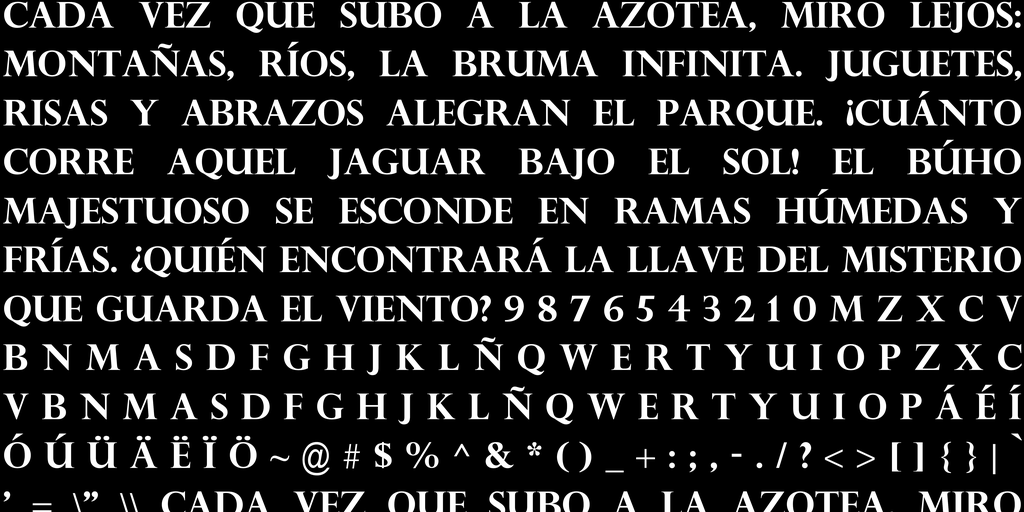 CADA VEZ QUE SUBO A LA AZOTEA, MIRO LEJOS:
MONTAÑAS, RÍOS, LA BRUMA INFINITA. JUGUETES,
RISAS Y ABRAZOS ALEGRAN EL PARQUE. ¡CUÁNTO
CORRE AQUEL JAGUAR BAJO EL SOL! EL BÚHO
MAJESTUOSO SE ESCONDE EN RAMAS HÚMEDAS Y
FRÍAS. ¿QUIÉN ENCONTRARÁ LA LLAVE DEL MISTERIO
QUE GUARDA EL VIENTO? 9 8 7 6 5 4 3 2 1 0 M Z X C V
B N M A S D F G H J K L Ñ Q W E R T Y U I O P Z X C
V B N M A S D F G H J K L Ñ Q W E R T Y U I O P Á É Í
Ó Ú Ü Ä Ë Ï Ö ~ @ # $ % ^ & * ( ) _ + : ; , - . / ? < > [ ] { } | `
' = \" \\ CADA VEZ QUE SUBO A LA AZOTEA, MIRO